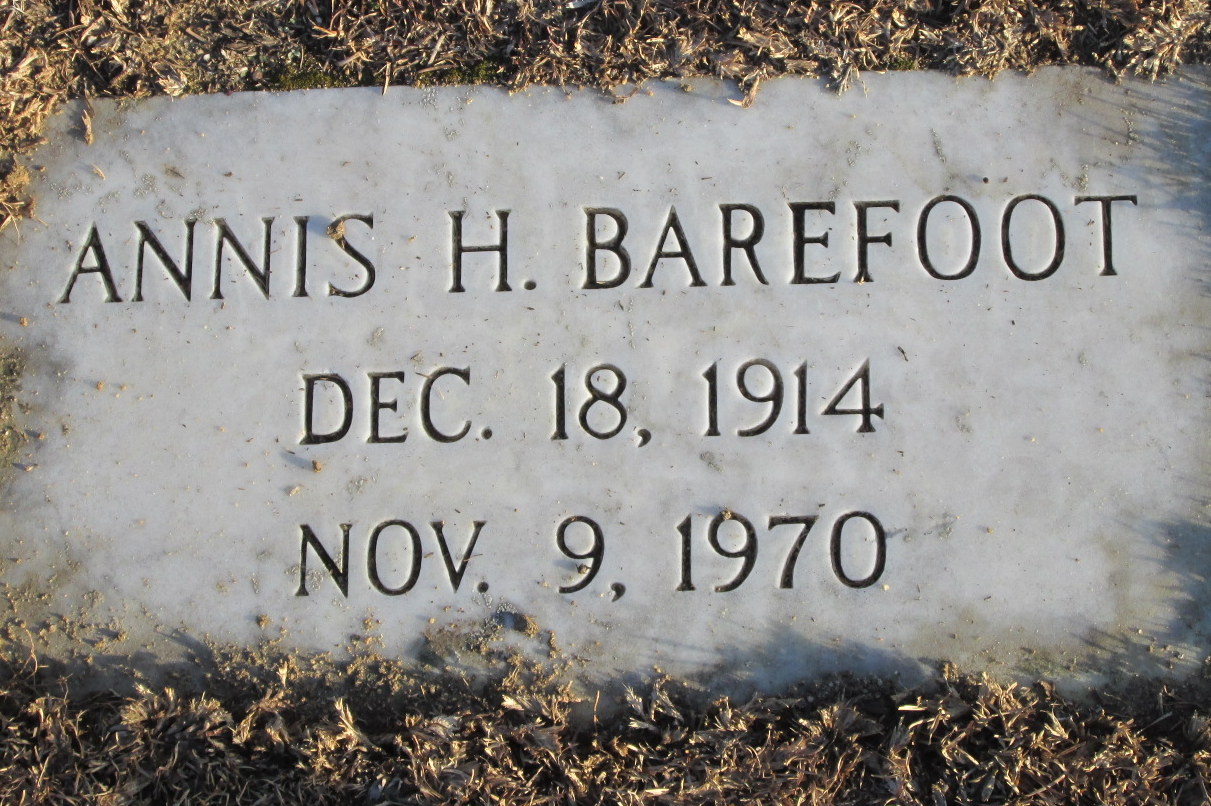 ANNIS H. BAREFOOT
DEC. 18, 1914
NOV. 9, 1970